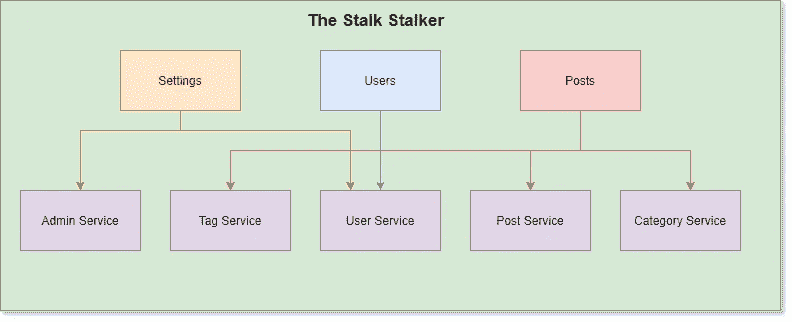 The Stalk Stalker
Settings
Users
Posts
Admin Service
Tag Service
User Service
Post Service
Category Service